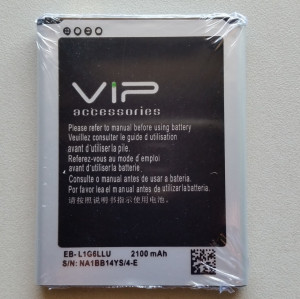 VIP
accessories
Please refer to manual before using battery
Veuillez consulter le guide d'utilisation
avant d'utiliser la pile.
Referezvous au mode d'emploi
avant d'utiliser la batterie.
Consulte o manual antes de usar a bateria.
Por favor lea el manual antes de utilizar la bateria.
请按照说明书指示使用电池。
EB- L1G6LLU 2100 mAh
S/N: NA1BB14YS/4-E